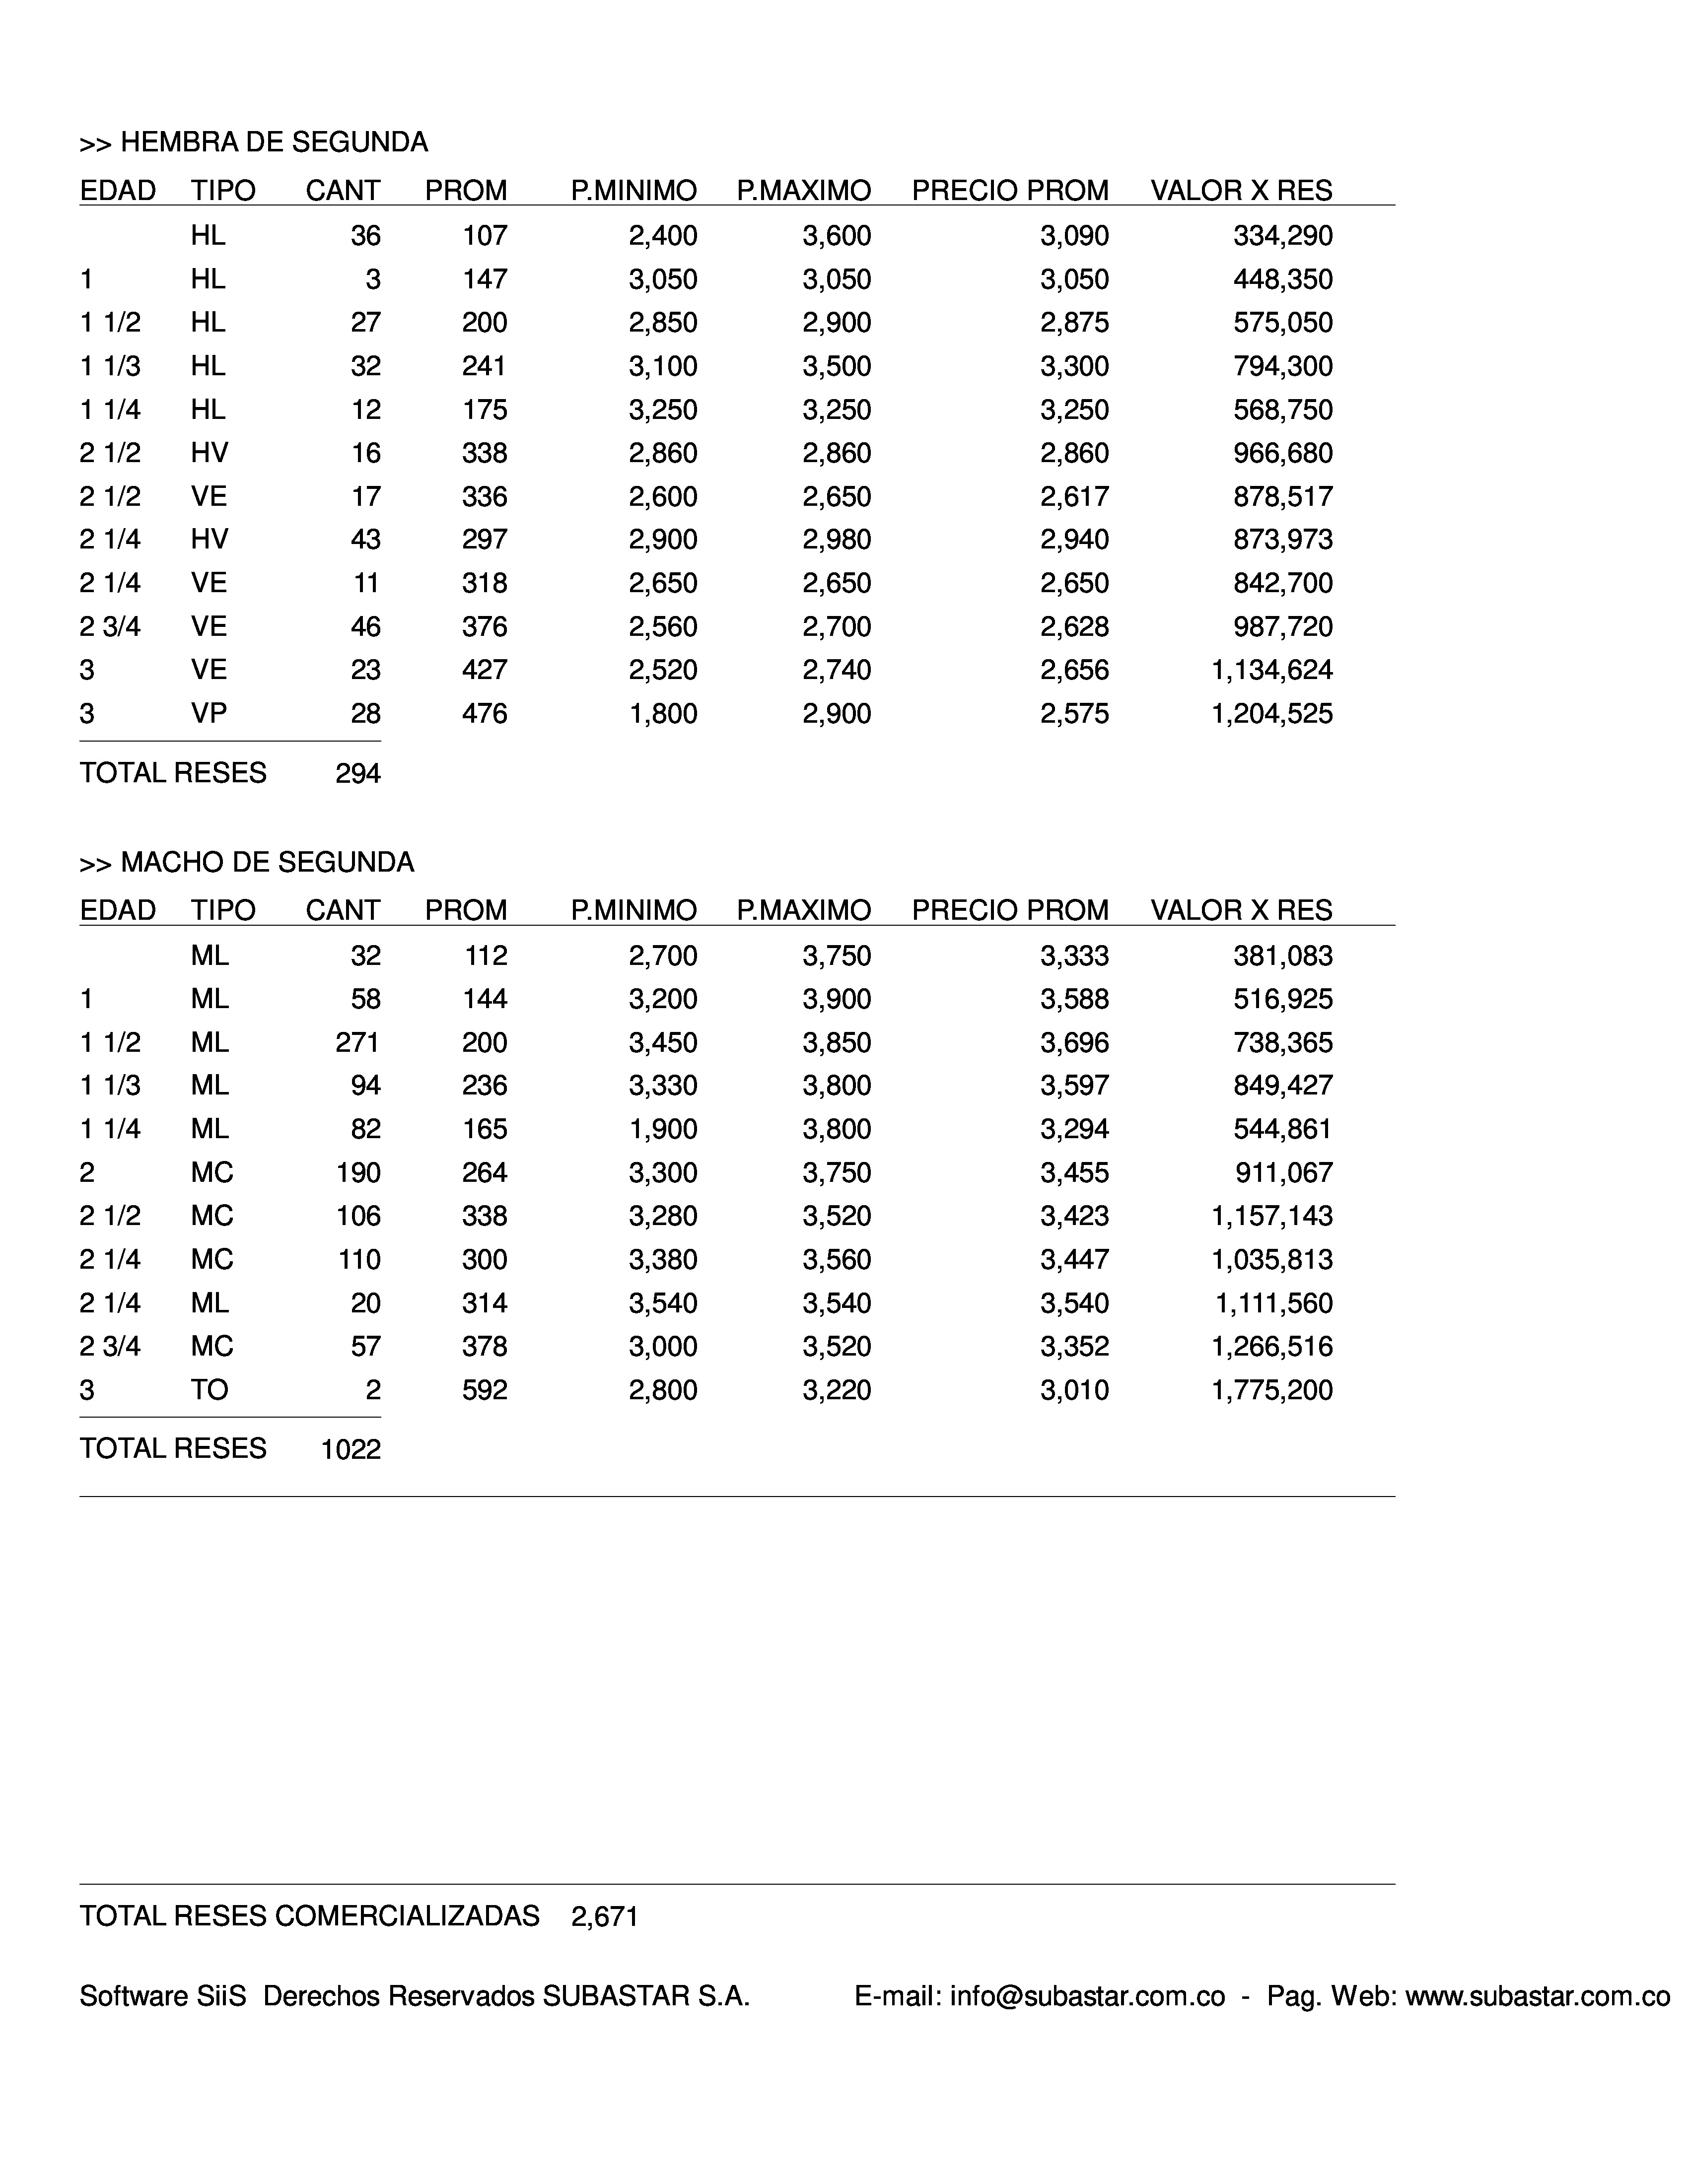 >> HEMBRA DE SEGUNDA
EDAD TIPO CANT PROM P.MINIMO P.MAXIMO PRECIO PROM VALOR X RES
HL 36 107 2,400 3,600 3,090 334,290
1 HL 3 147 3,050 3,050 3,050 448,350
1 1/2 HL 27 200 2,850 2,900 2,875 575,050
1 1/3 HL 32 241 3,100 3,500 3,300 794,300
1 1/4 HL 12 175 3,250 3,250 3,250 568,750
2 1/2 HV 16 338 2,860 2,860 2,860 966,680
2 1/2 VE 17 336 2,600 2,650 2,617 878,517
2 1/4 HV 43 297 2,900 2,980 2,940 873,973
2 1/4 VE 11 318 2,650 2,650 2,650 842,700
2 3/4 VE 46 376 2,560 2,700 2,628 987,720
3 VE 23 427 2,520 2,740 2,656 1,134,624
3 VP 28 476 1,800 2,900 2,575 1,204,525
TOTAL RESES 294
>> MACHO DE SEGUNDA
EDAD TIPO CANT PROM P.MINIMO P.MAXIMO PRECIO PROM VALOR X RES
ML 32 112 2,700 3,750 3,333 381,083
1 ML 58 144 3,200 3,900 3,588 516,925
1 1/2 ML 271 200 3,450 3,850 3,696 738,365
1 1/3 ML 94 236 3,330 3,800 3,597 849,427
1 1/4 ML 82 165 1,900 3,800 3,294 544,861
2 MC 190 264 3,300 3,750 3,455 911,067
2 1/2 MC 106 338 3,280 3,520 3,423 1,157,143
2 1/4 MC 110 300 3,380 3,560 3,447 1,035,813
2 1/4 ML 20 314 3,540 3,540 3,540 1,111,560
2 3/4 MC 57 378 3,000 3,520 3,352 1,266,516
3 TO 2 592 2,800 3,220 3,010 1,775,200
TOTAL RESES 1022
TOTAL RESES COMERCIALIZADAS 2,671
Software SiiS Derechos Reservados SUBASTAR S.A. E-mail: info@subastar.com.co - Pag. Web: www.subastar.com.co